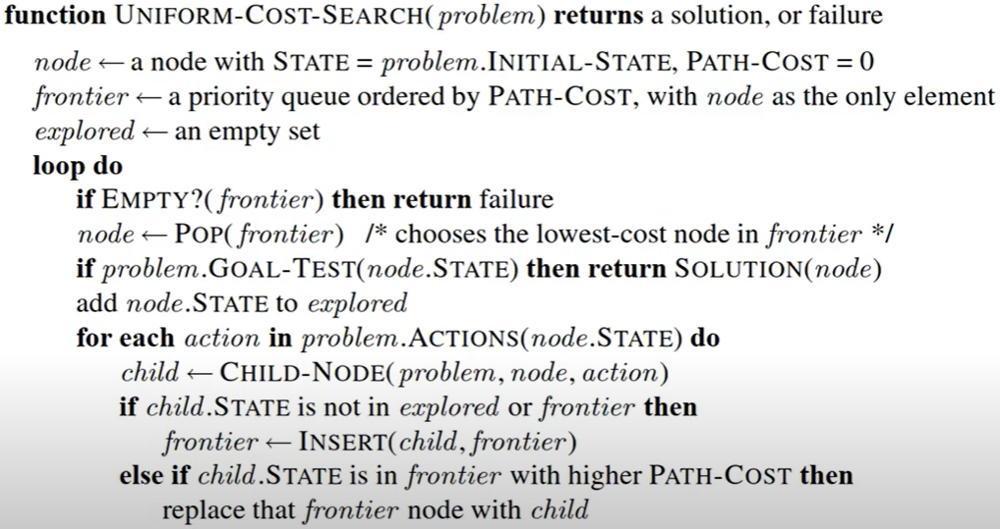 function UNIFORM-COST-SEARCH(problem) returns a solution, or failure
node ← a node with STATE = problem.INITIAL-STATE, PATH-COST = 0
frontier ← a priority queue ordered by PATH-COST, with node as the only element
explored ← an empty set
loop do
if EMPTY?(frontier) then return failure
node ← POP(frontier) /* chooses the lowest-cost node in frontier */
if problem.GOAL-TEST(node.STATE) then return SOLUTION(node)
add node.STATE to explored
for each action in problem.ACTIONS(node.STATE) do
child ← CHILD-NODE(problem, node, action)
if child.STATE is not in explored or frontier then
frontier ← INSERT(child, frontier)
else if child.STATE is in frontier with higher PATH-COST then
replace that frontier node with child